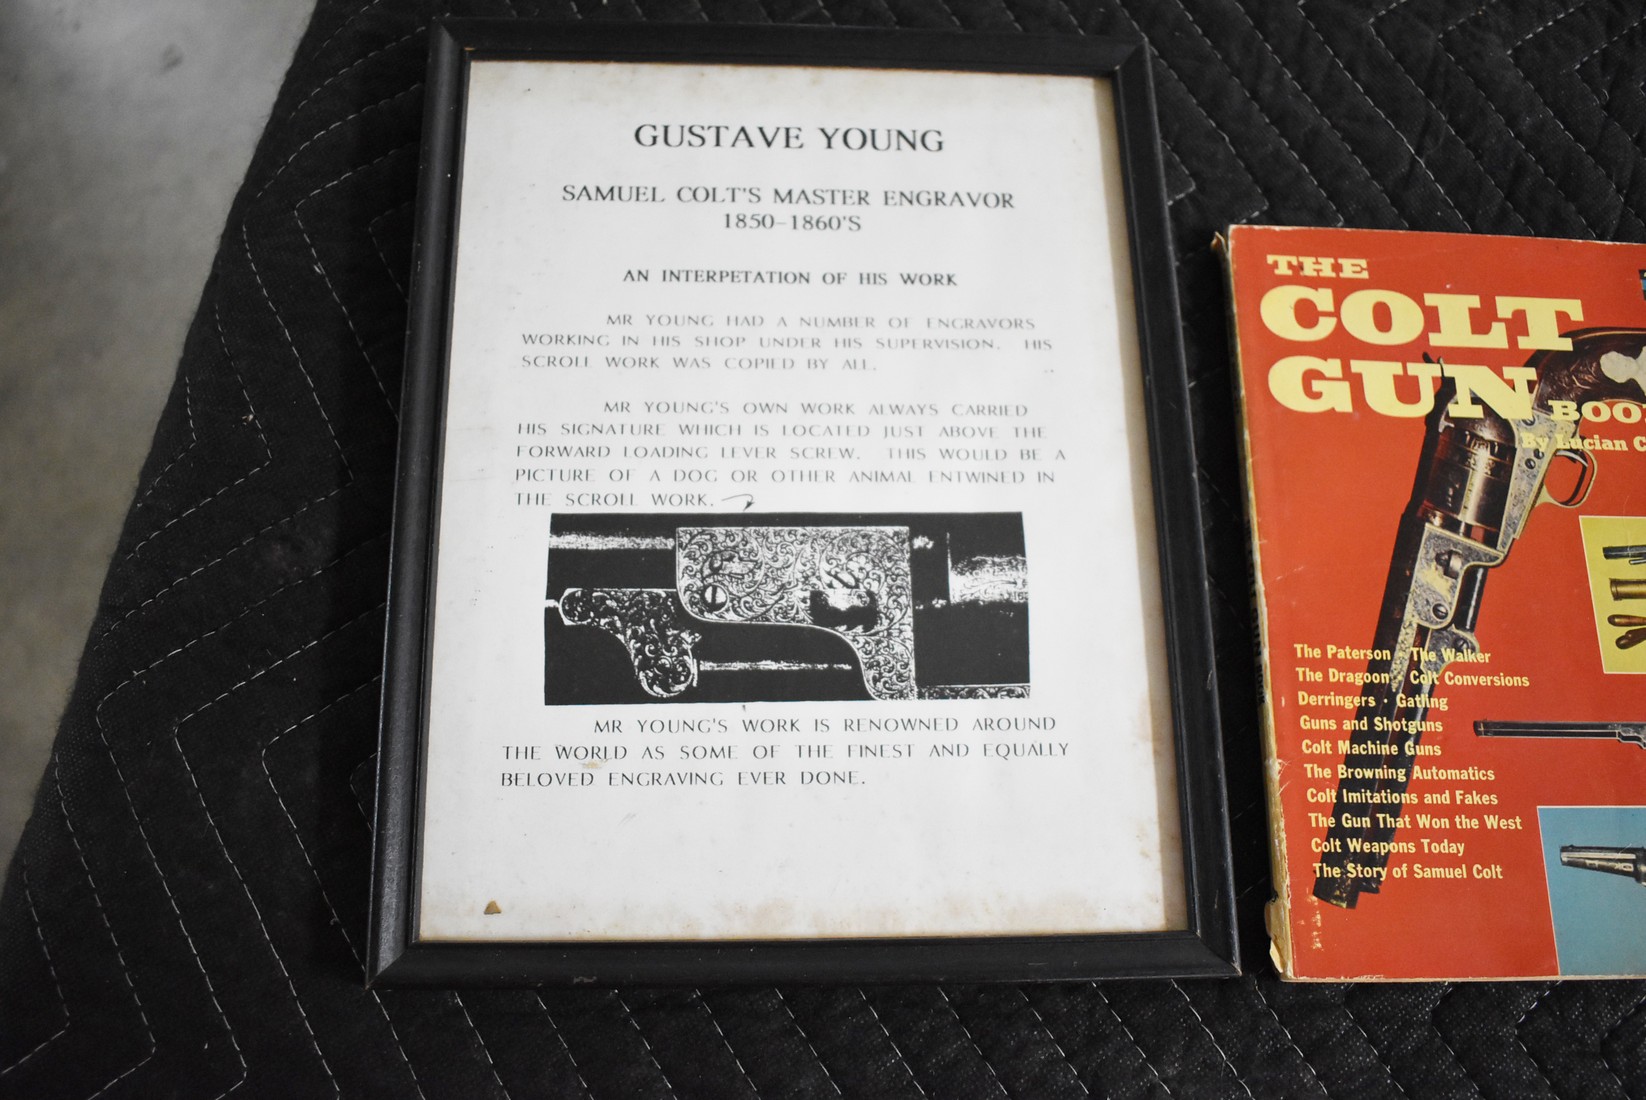 GUSTAVE YOUNG
SAMUEL COLT'S MASTER ENGRAVOR
1850-1860'S
AN INTERPETATION OF HIS WORK
MR YOUNG HAD A NUMBER OF ENGRAVORS
WORKING IN HIS SHOP UNDER HIS SUPERVISION. HIS
SCROLL WORK WAS COPIED BY ALL.
MR YOUNG'S OWN WORK ALWAYS CARRIED
HIS SIGNATURE WHICH IS LOCATED JUST ABOVE THE
FORWARD LOADING LEVER SCREW. THIS WOULD BE A
PICTURE OF A DOG OR OTHER ANIMAL ENTWINED IN
THE SCROLL WORK.
MR YOUNG'S WORK IS RENOWNED AROUND
THE WORLD AS SOME OF THE FINEST AND EQUALLY
BELOVED ENGRAVING EVER DONE.
THE
COLT
GUN
BOO
By Lucian C
The Paterson · The Walker
The Dragoon · Colt Conversions
Derringers · Gatling
Guns and Shotguns
Colt Machine Guns
The Browning Automatics
Colt Imitations and Fakes
The Gun That Won the West
Colt Weapons Today
The Story of Samuel Colt